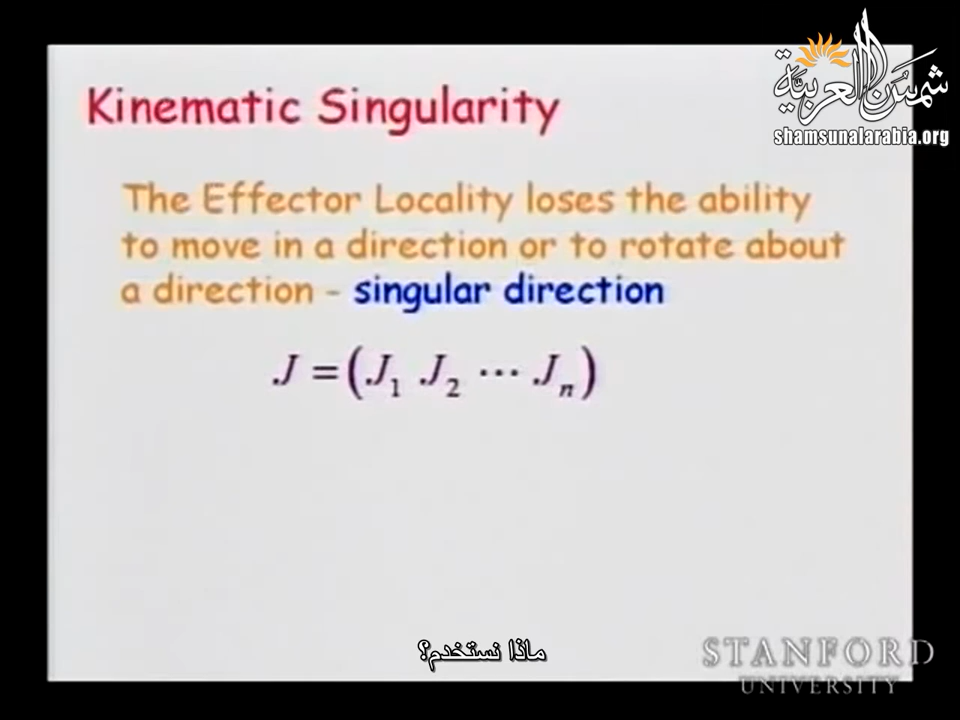 شمسُ العربيّة
shamsunalarabia.org
Kinematic Singularity
The Effector Locality loses the ability
to move in a direction or to rotate about
a direction - singular direction
J = (J₁ J₂ ⋯ Jₙ)
ماذا نستخدم؟
STANFORD
UNIVERSITY